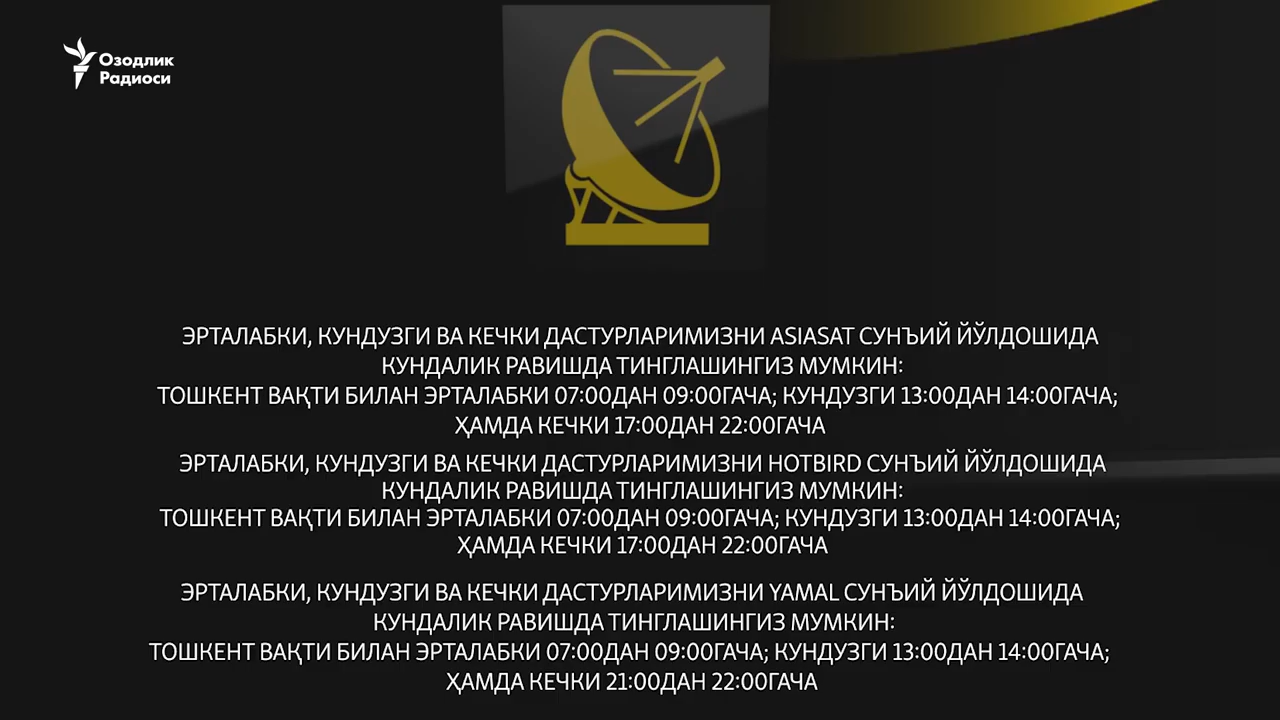 Озодлик
Радиоси
ЭРТАЛАБКИ, КУНДУЗГИ ВА КЕЧКИ ДАСТУРЛАРИМИЗНИ ASIASAT СУНЪИЙ ЙЎЛДОШИДА
КУНДАЛИК РАВИШДА ТИНГЛАШИНГИЗ МУМКИН:
ТОШКЕНТ ВАҚТИ БИЛАН ЭРТАЛАБКИ 07:00ДАН 09:00ГАЧА; КУНДУЗГИ 13:00ДАН 14:00ГАЧА;
ҲАМДА КЕЧКИ 17:00ДАН 22:00ГАЧА
ЭРТАЛАБКИ, КУНДУЗГИ ВА КЕЧКИ ДАСТУРЛАРИМИЗНИ HOTBIRD СУНЪИЙ ЙЎЛДОШИДА
КУНДАЛИК РАВИШДА ТИНГЛАШИНГИЗ МУМКИН:
ТОШКЕНТ ВАҚТИ БИЛАН ЭРТАЛАБКИ 07:00ДАН 09:00ГАЧА; КУНДУЗГИ 13:00ДАН 14:00ГАЧА;
ҲАМДА КЕЧКИ 17:00ДАН 22:00ГАЧА
ЭРТАЛАБКИ, КУНДУЗГИ ВА КЕЧКИ ДАСТУРЛАРИМИЗНИ YAMAL СУНЪИЙ ЙЎЛДОШИДА
КУНДАЛИК РАВИШДА ТИНГЛАШИНГИЗ МУМКИН:
ТОШКЕНТ ВАҚТИ БИЛАН ЭРТАЛАБКИ 07:00ДАН 09:00ГАЧА; КУНДУЗГИ 13:00ДАН 14:00ГАЧА;
ҲАМДА КЕЧКИ 21:00ДАН 22:00ГАЧА